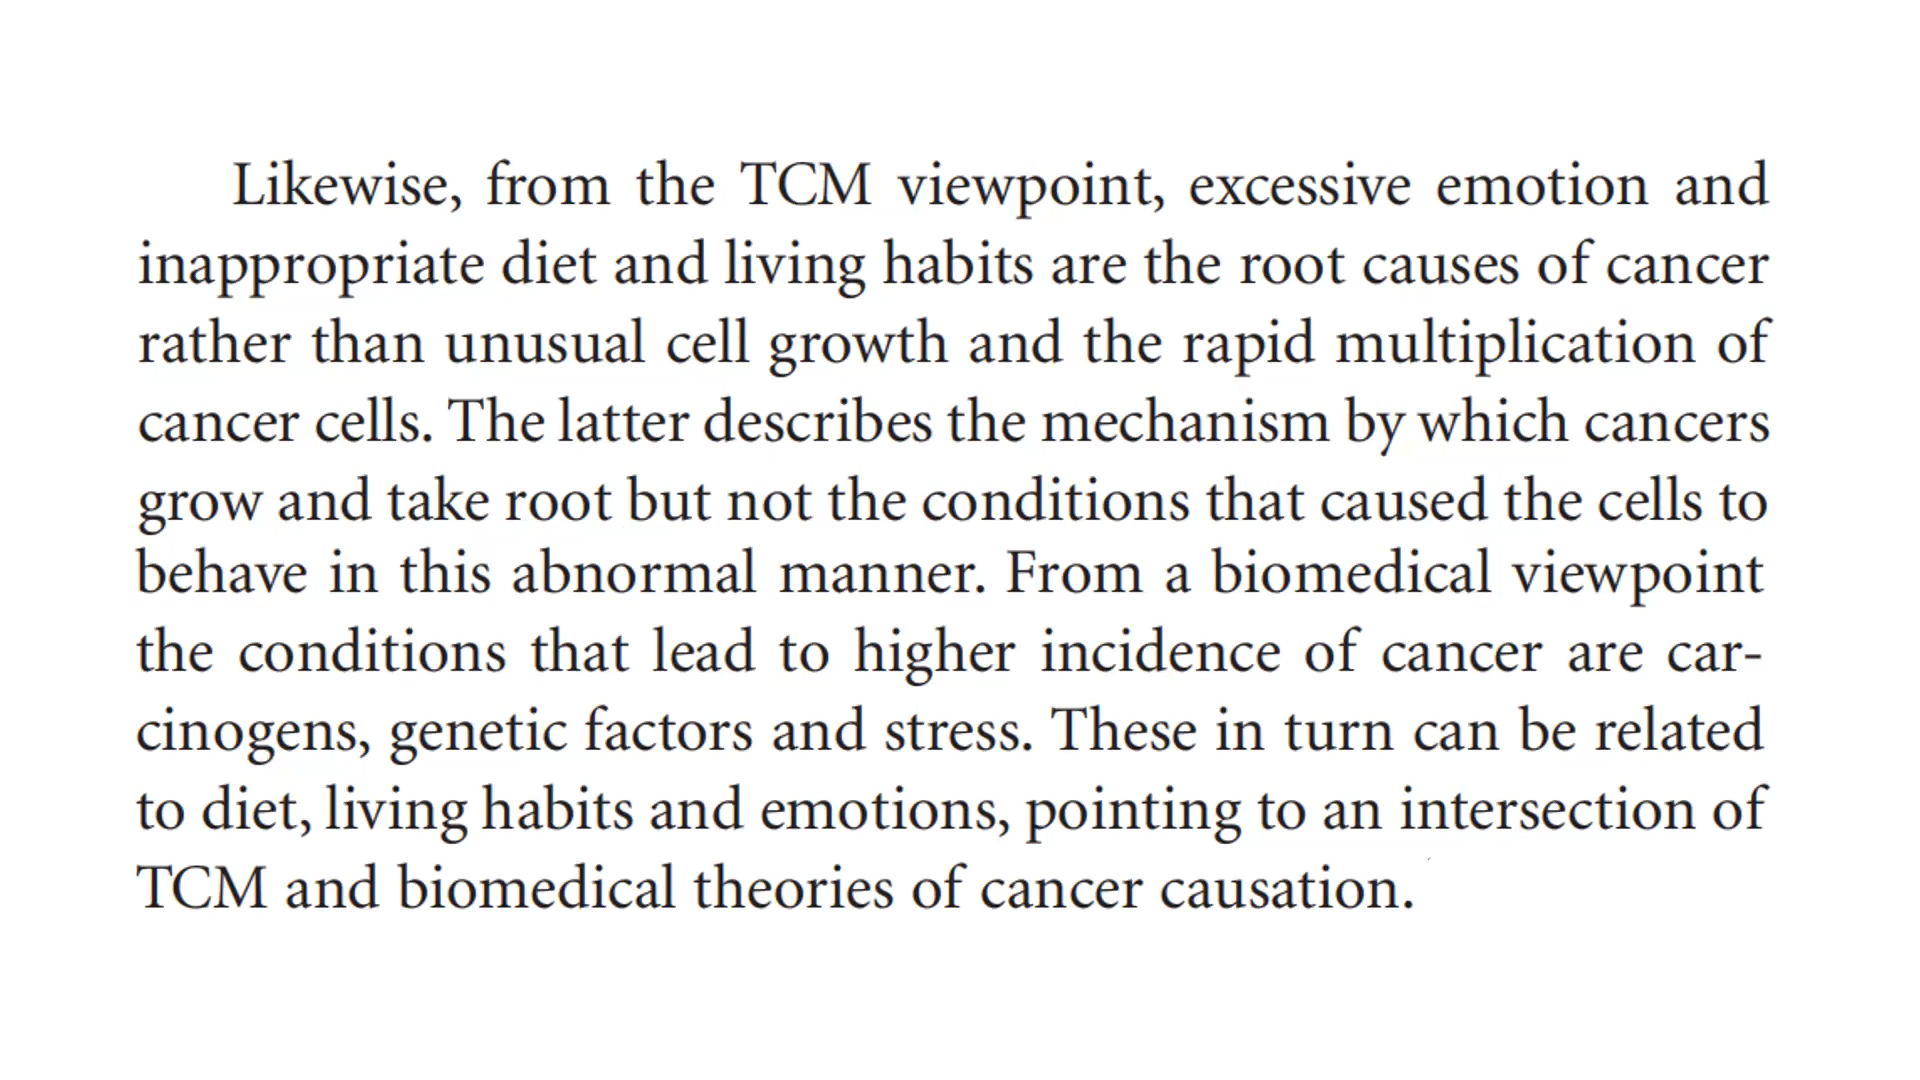 Likewise, from the TCM viewpoint, excessive emotion and
inappropriate diet and living habits are the root causes of cancer
rather than unusual cell growth and the rapid multiplication of
cancer cells. The latter describes the mechanism by which cancers
grow and take root but not the conditions that caused the cells to
behave in this abnormal manner. From a biomedical viewpoint
the conditions that lead to higher incidence of cancer are car-
cinogens, genetic factors and stress. These in turn can be related
to diet, living habits and emotions, pointing to an intersection of
TCM and biomedical theories of cancer causation.